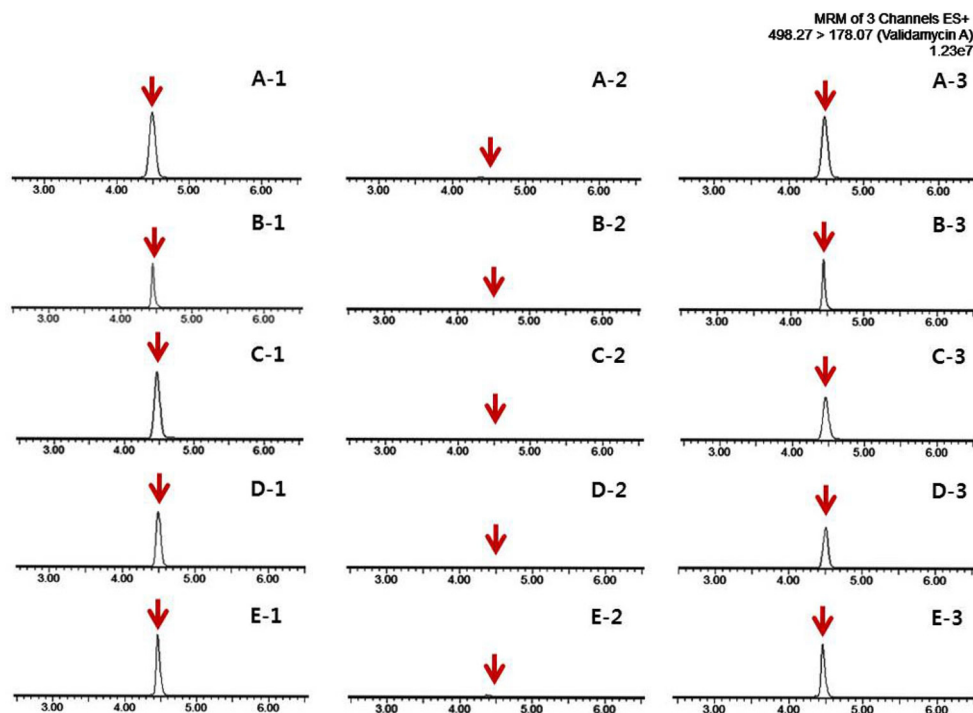 MRM of 3 Channels ES+
498.27 > 178.07 (Validamycin A)
1.23e7
A-1 A-2 A-3
3.00 4.00 5.00 6.00 3.00 4.00 5.00 6.00 3.00 4.00 5.00 6.00
B-1 B-2 B-3
3.00 4.00 5.00 6.00 3.00 4.00 5.00 6.00 3.00 4.00 5.00 6.00
C-1 C-2 C-3
3.00 4.00 5.00 6.00 3.00 4.00 5.00 6.00 3.00 4.00 5.00 6.00
D-1 D-2 D-3
3.00 4.00 5.00 6.00 3.00 4.00 5.00 6.00 3.00 4.00 5.00 6.00
E-1 E-2 E-3
3.00 4.00 5.00 6.00 3.00 4.00 5.00 6.00 3.00 4.00 5.00 6.00